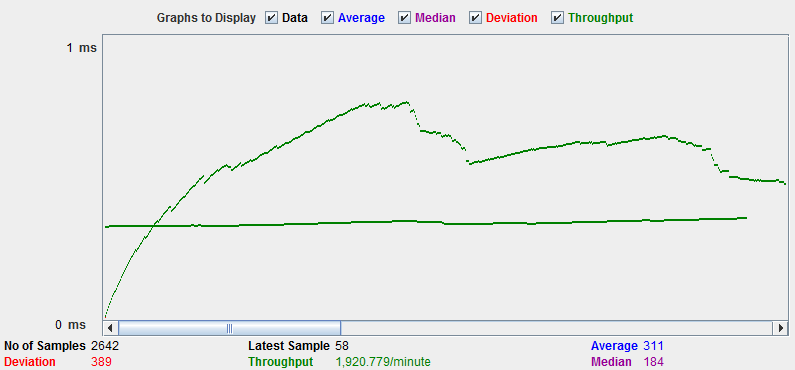 Graphs to Display Data Average Median Deviation Throughput
1 ms
0 ms
No of Samples 2642 Latest Sample 58 Average 311
Deviation 389 Throughput 1,920.779/minute Median 184